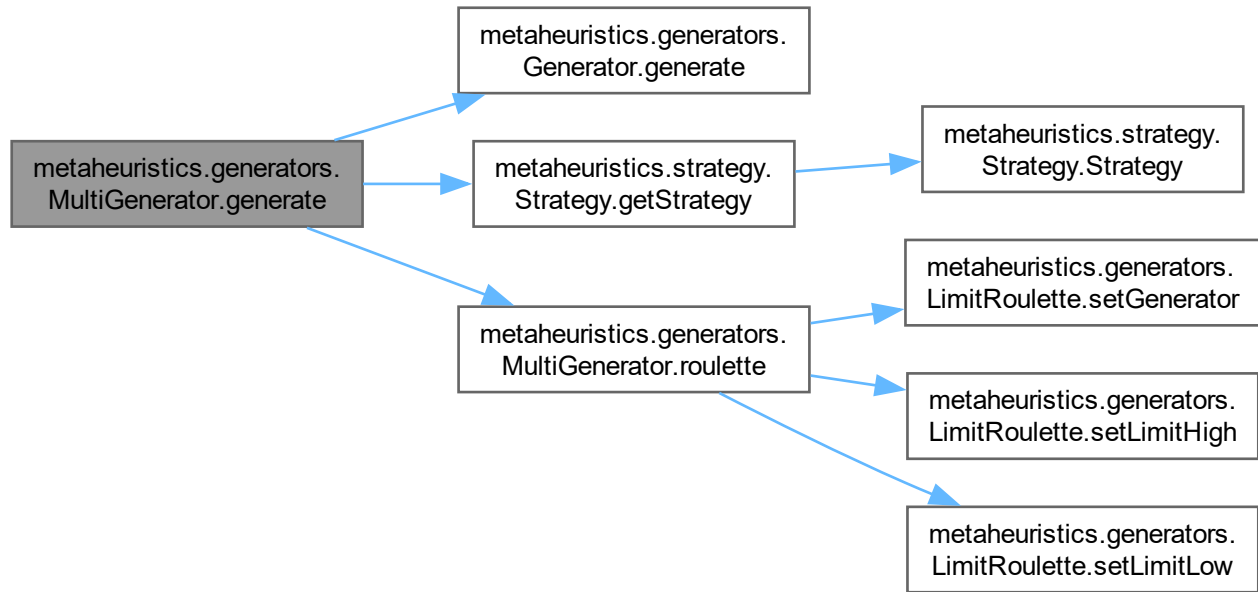 metaheuristics.generators.
MultiGenerator.generate
metaheuristics.generators.
Generator.generate
metaheuristics.strategy.
Strategy.getStrategy
metaheuristics.strategy.
Strategy.Strategy
metaheuristics.generators.
MultiGenerator.roulette
metaheuristics.generators.
LimitRoulette.setGenerator
metaheuristics.generators.
LimitRoulette.setLimitHigh
metaheuristics.generators.
LimitRoulette.setLimitLow